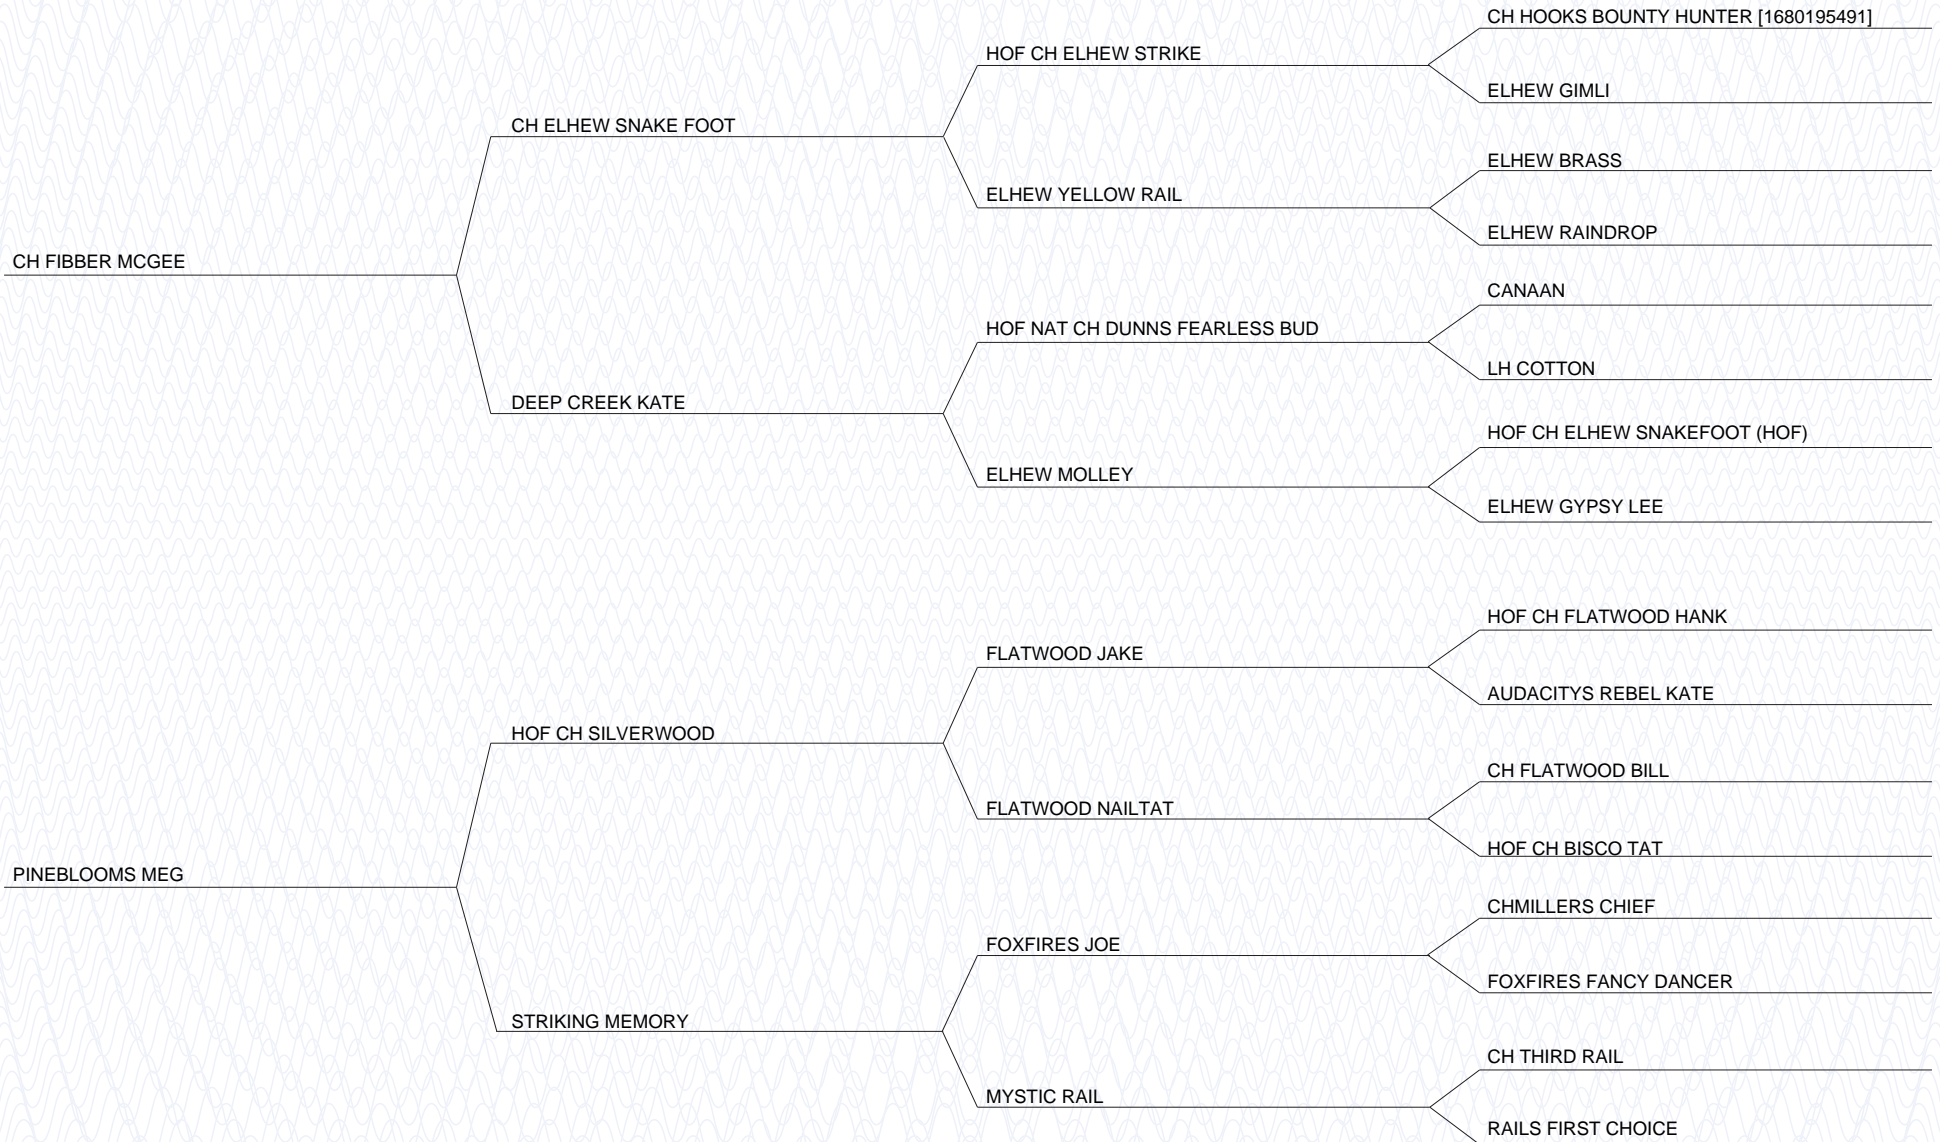 CH HOOKS BOUNTY HUNTER [1680195491]
HOF CH ELHEW STRIKE
ELHEW GIMLI
CH ELHEW SNAKE FOOT
ELHEW BRASS
ELHEW YELLOW RAIL
ELHEW RAINDROP
CH FIBBER MCGEE
CANAAN
HOF NAT CH DUNNS FEARLESS BUD
LH COTTON
DEEP CREEK KATE
HOF CH ELHEW SNAKEFOOT (HOF)
ELHEW MOLLEY
ELHEW GYPSY LEE
HOF CH FLATWOOD HANK
FLATWOOD JAKE
AUDACITYS REBEL KATE
HOF CH SILVERWOOD
CH FLATWOOD BILL
FLATWOOD NAILTAT
HOF CH BISCO TAT
PINEBLOOMS MEG
CHMILLERS CHIEF
FOXFIRES JOE
FOXFIRES FANCY DANCER
STRIKING MEMORY
CH THIRD RAIL
MYSTIC RAIL
RAILS FIRST CHOICE